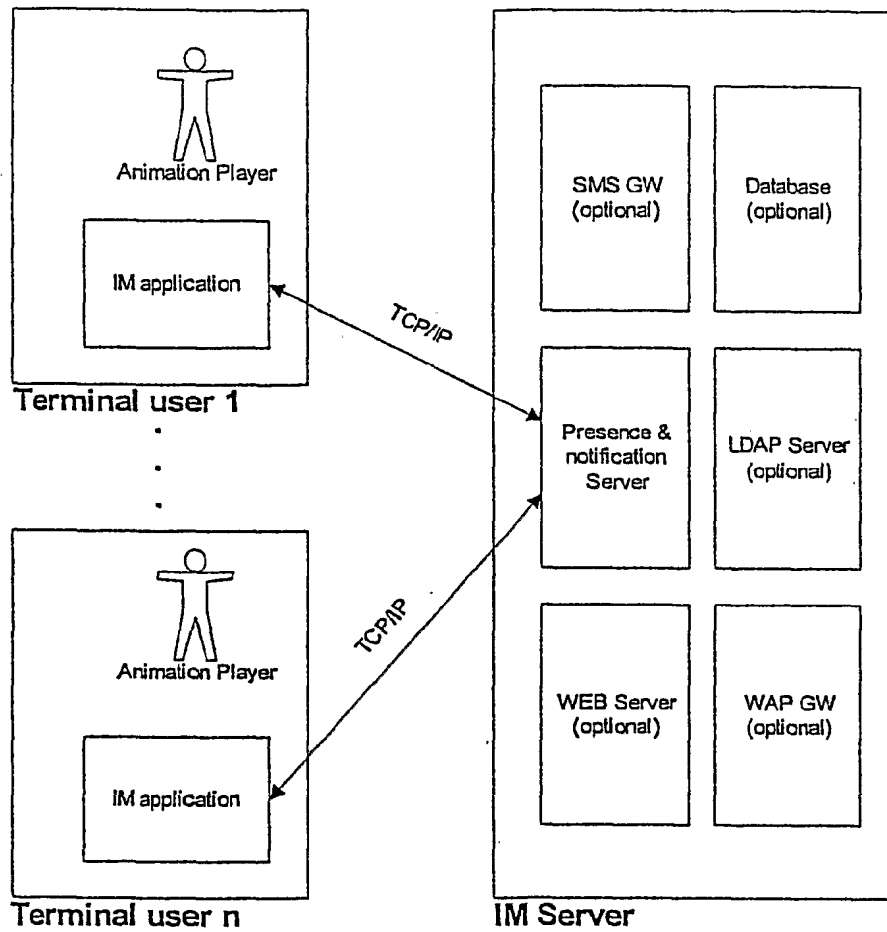 Animation Player
IM application
Terminal user 1
TCP/IP
Animation Player
IM application
Terminal user n
TCP/IP
SMS GW
(optional)
Database
(optional)
Presence &
notification
Server
LDAP Server
(optional)
WEB Server
(optional)
WAP GW
(optional)
IM Server